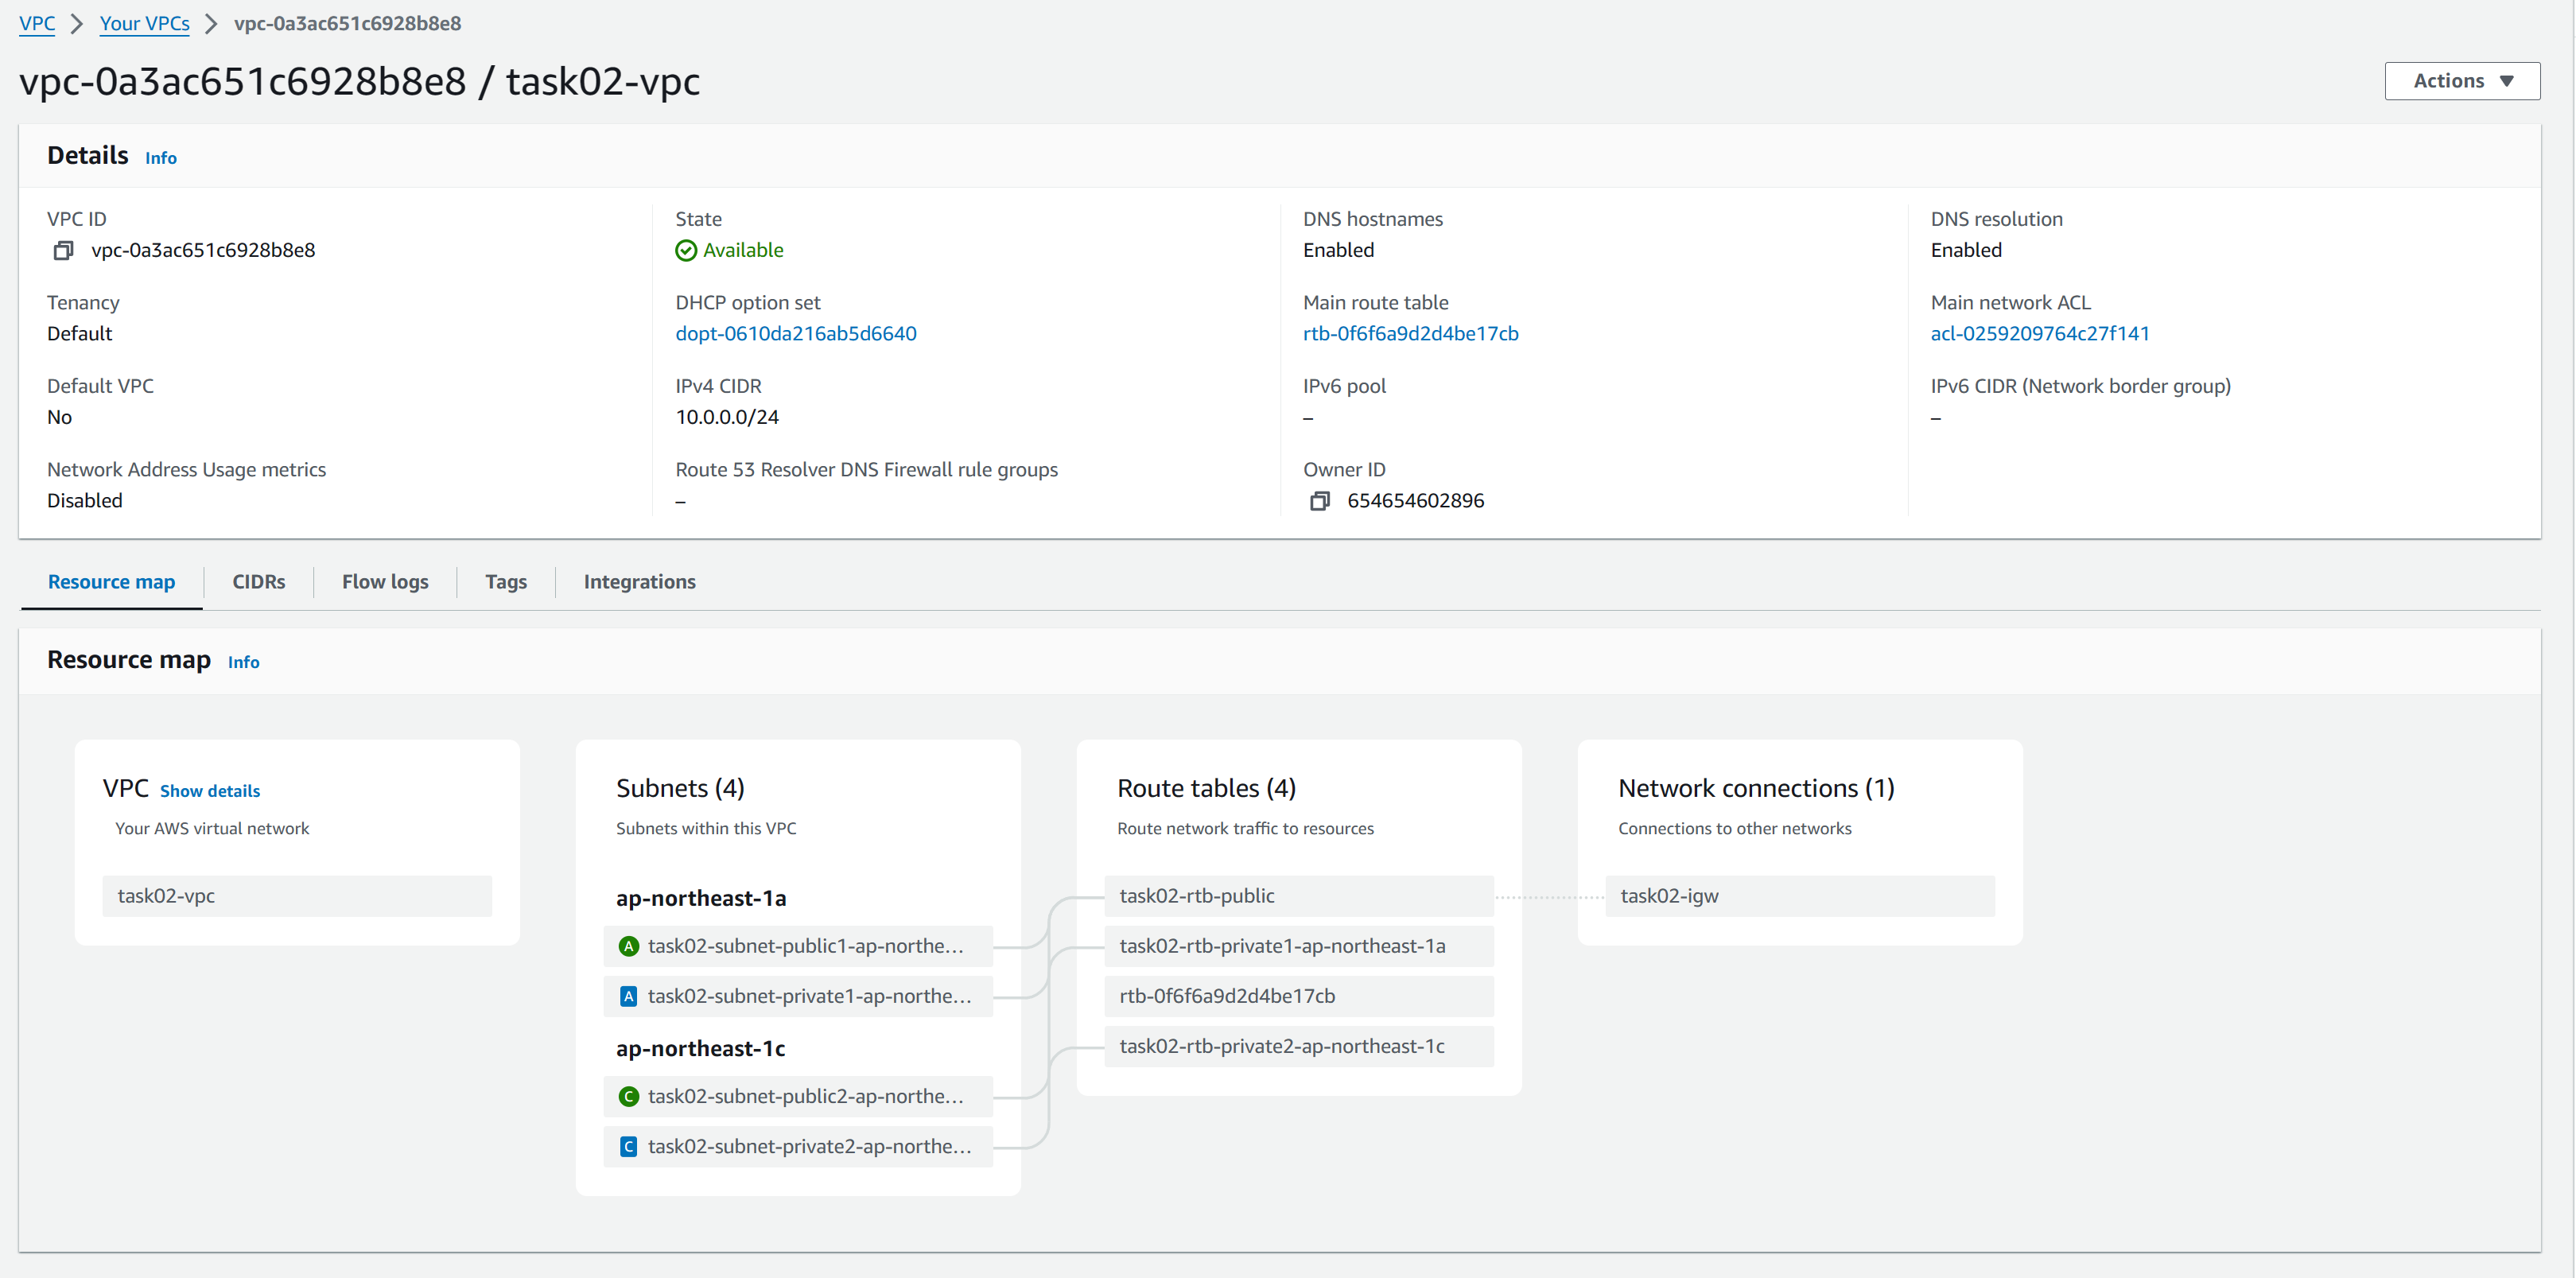 VPC > Your VPCs > vpc-0a3ac651c6928b8e8
vpc-0a3ac651c6928b8e8 / task02-vpc
Actions
Details Info
VPC ID
vpc-0a3ac651c6928b8e8
State
Available
DNS hostnames
Enabled
DNS resolution
Enabled
Tenancy
Default
DHCP option set
dopt-0610da216ab5d6640
Main route table
rtb-0f6f6a9d2d4be17cb
Main network ACL
acl-0259209764c27f141
Default VPC
No
IPv4 CIDR
10.0.0.0/24
IPv6 pool
–
IPv6 CIDR (Network border group)
–
Network Address Usage metrics
Disabled
Route 53 Resolver DNS Firewall rule groups
–
Owner ID
654654602896
Resource map
CIDRs
Flow logs
Tags
Integrations
Resource map Info
VPC Show details
Your AWS virtual network
task02-vpc
Subnets (4)
Subnets within this VPC
ap-northeast-1a
A task02-subnet-public1-ap-northe...
A task02-subnet-private1-ap-northe...
ap-northeast-1c
C task02-subnet-public2-ap-northe...
C task02-subnet-private2-ap-northe...
Route tables (4)
Route network traffic to resources
task02-rtb-public
task02-rtb-private1-ap-northeast-1a
rtb-0f6f6a9d2d4be17cb
task02-rtb-private2-ap-northeast-1c
Network connections (1)
Connections to other networks
task02-igw